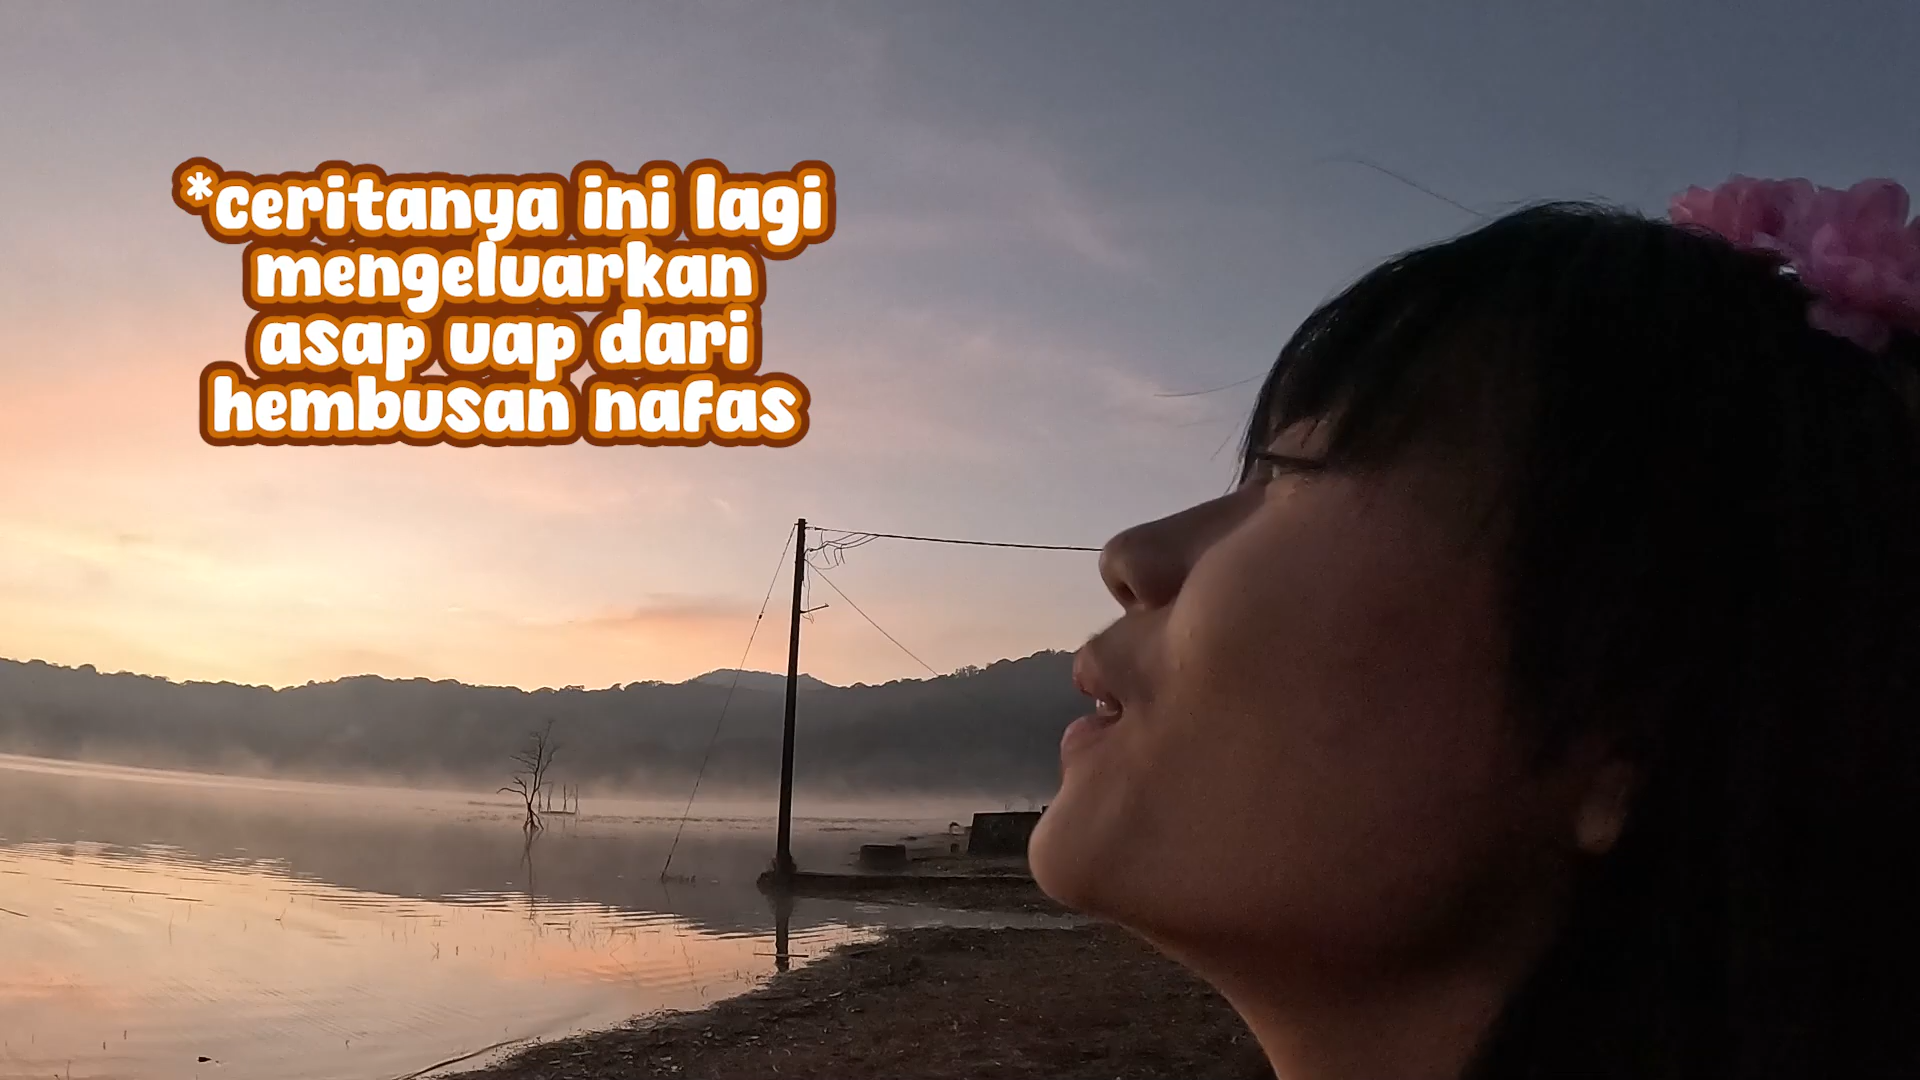 *ceritanya ini lagi
mengeluarkan
asap uap dari
hembusan nafas